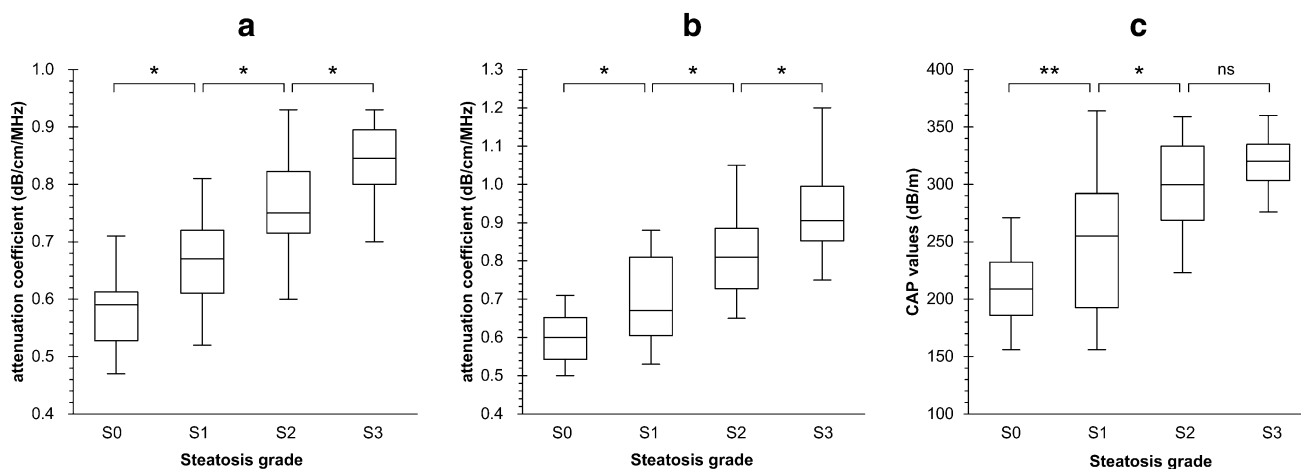 a
b
c
attenuation coefficient (dB/cm/MHz)
1.0
0.9
0.8
0.7
0.6
0.5
0.4
* * *
S0 S1 S2 S3
Steatosis grade
attenuation coefficient (dB/cm/MHz)
1.3
1.2
1.1
1.0
0.9
0.8
0.7
0.6
0.5
0.4
* * *
S0 S1 S2 S3
Steatosis grade
CAP values (dB/m)
400
350
300
250
200
150
100
** * ns
S0 S1 S2 S3
Steatosis grade